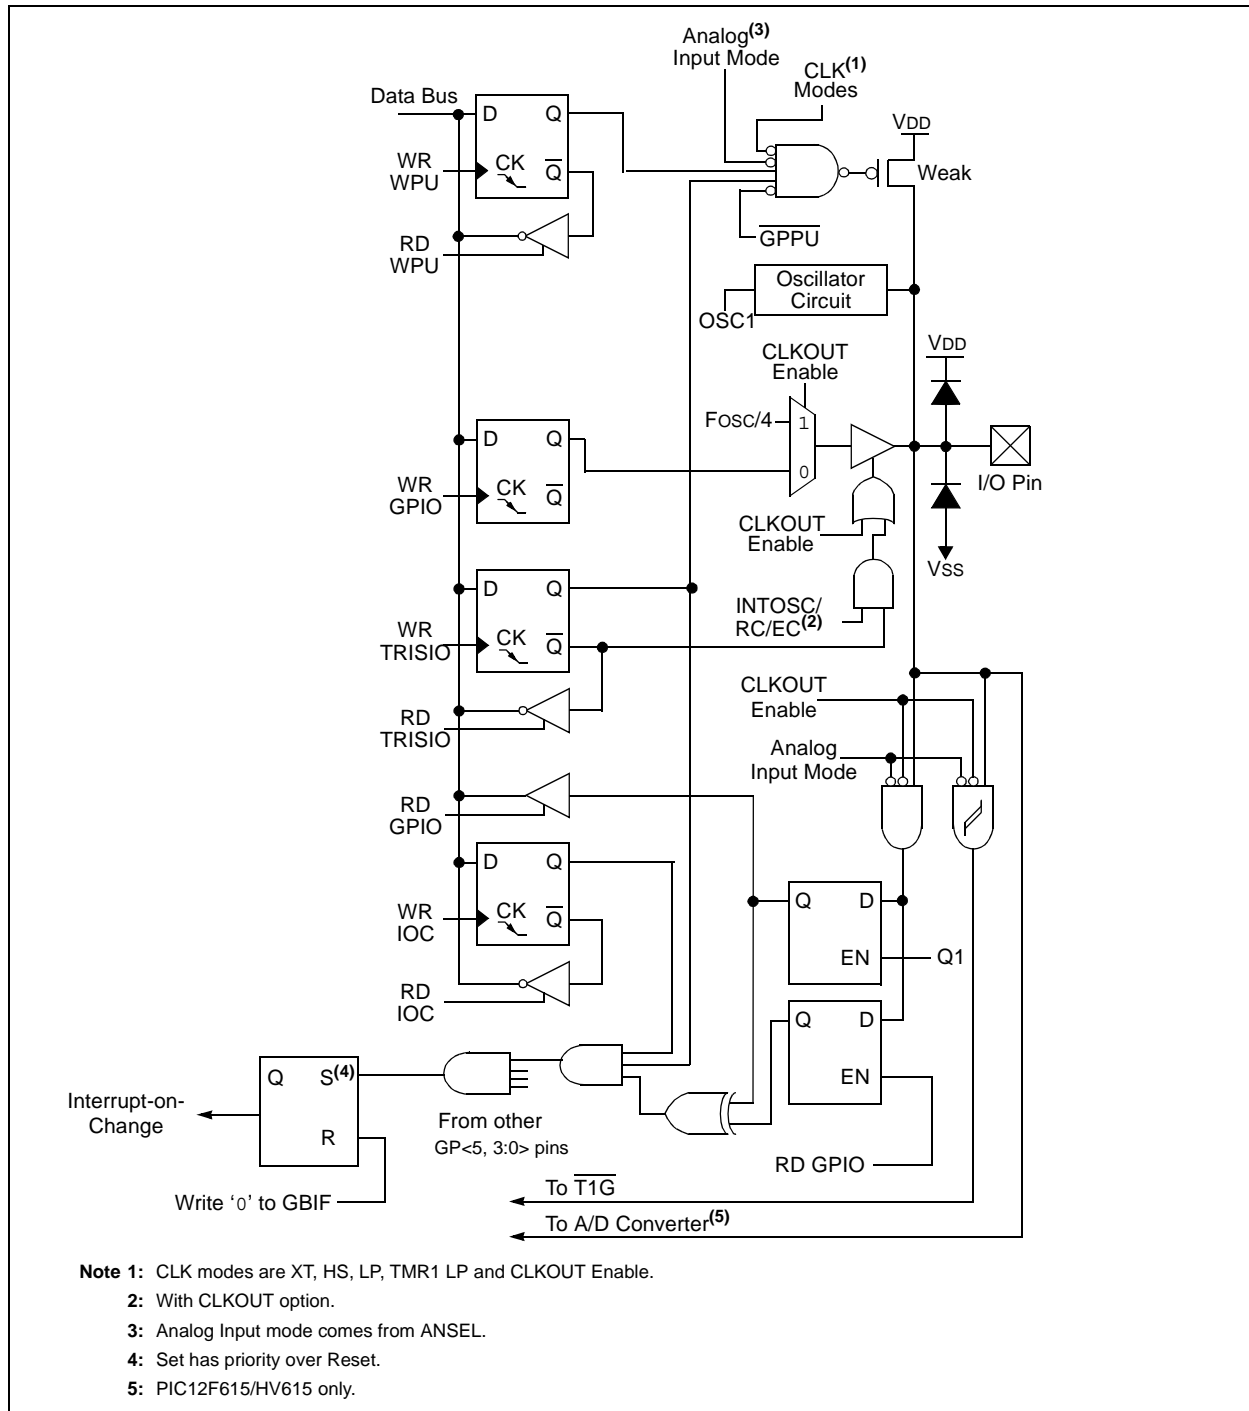 Analog(3)
Input Mode
CLK(1)
Modes
Data Bus
D Q
VDD
WR
WPU
CK Q
Weak
RD
WPU
GPPU
Oscillator
Circuit
OSC1
VDD
CLKOUT
Enable
FOSC/4
1
D Q
0
I/O Pin
WR
GPIO
CK Q
CLKOUT
Enable
VSS
D Q
INTOSC/
RC/EC(2)
WR
TRISIO
CK Q
CLKOUT
Enable
RD
TRISIO
Analog
Input Mode
RD
GPIO
D Q
Q D
WR
IOC
CK Q
EN
Q1
RD
IOC
Q D
EN
Q S(4)
Interrupt-on-
Change
From other
GP<5, 3:0> pins
R
RD GPIO
Write ‘0’ to GBIF
To T1G
To A/D Converter(5)
Note 1: CLK modes are XT, HS, LP, TMR1 LP and CLKOUT Enable.
2: With CLKOUT option.
3: Analog Input mode comes from ANSEL.
4: Set has priority over Reset.
5: PIC12F615/HV615 only.